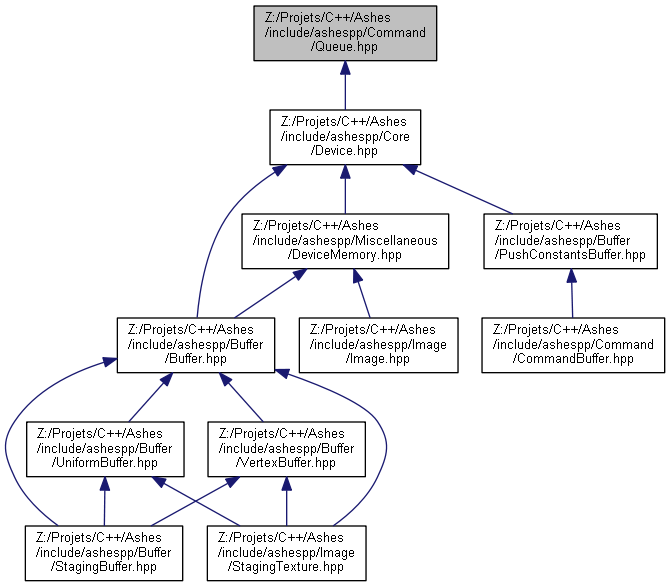 Z:/Projets/C++/Ashes
/include/ashespp/Command
/Queue.hpp
Z:/Projets/C++/Ashes
/include/ashespp/Core
/Device.hpp
Z:/Projets/C++/Ashes
/include/ashespp/Miscellaneous
/DeviceMemory.hpp
Z:/Projets/C++/Ashes
/include/ashespp/Buffer
/PushConstantsBuffer.hpp
Z:/Projets/C++/Ashes
/include/ashespp/Buffer
/Buffer.hpp
Z:/Projets/C++/Ashes
/include/ashespp/Image
/Image.hpp
Z:/Projets/C++/Ashes
/include/ashespp/Command
/CommandBuffer.hpp
Z:/Projets/C++/Ashes
/include/ashespp/Buffer
/UniformBuffer.hpp
Z:/Projets/C++/Ashes
/include/ashespp/Buffer
/VertexBuffer.hpp
Z:/Projets/C++/Ashes
/include/ashespp/Buffer
/StagingBuffer.hpp
Z:/Projets/C++/Ashes
/include/ashespp/Image
/StagingTexture.hpp